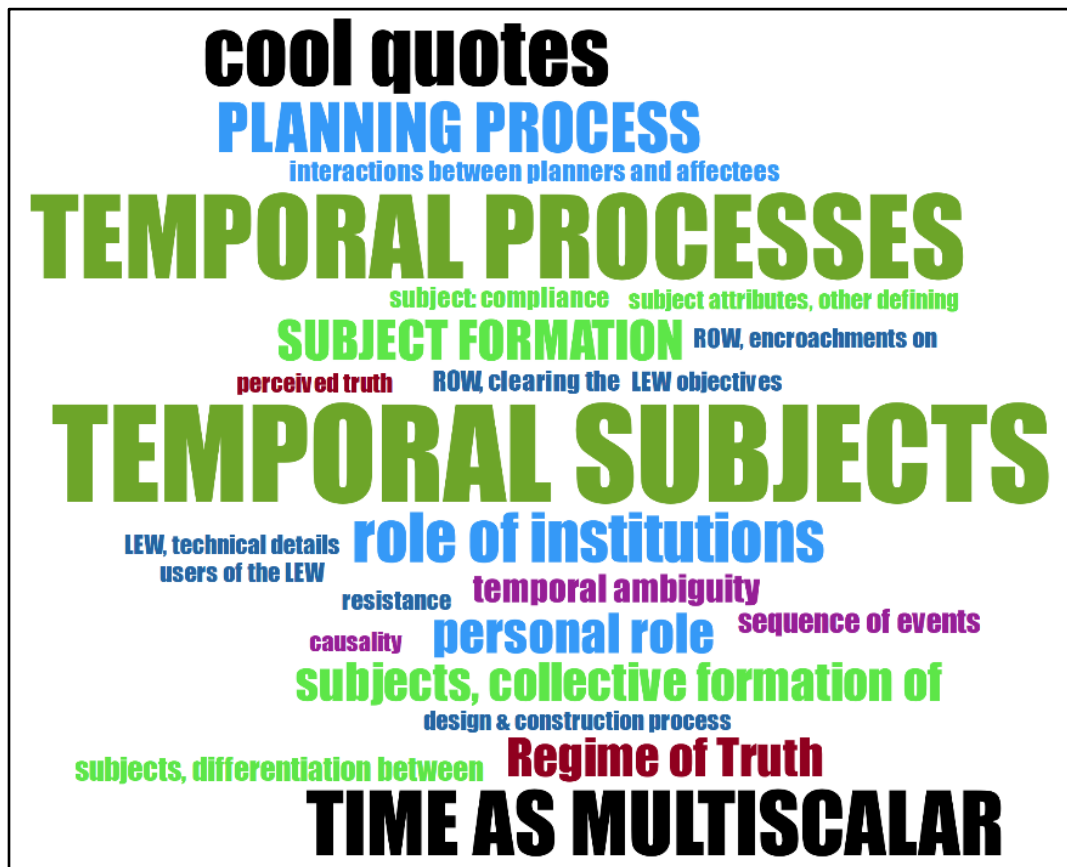 cool quotes
PLANNING PROCESS
interactions between planners and affectees
TEMPORAL PROCESSES
subject: compliance
subject attributes, other defining
SUBJECT FORMATION
ROW, encroachments on
perceived truth
ROW, clearing the
LEW objectives
TEMPORAL SUBJECTS
LEW, technical details
role of institutions
users of the LEW
resistance
temporal ambiguity
causality
personal role
sequence of events
subjects, collective formation of
design & construction process
subjects, differentiation between
Regime of Truth
TIME AS MULTISCALAR